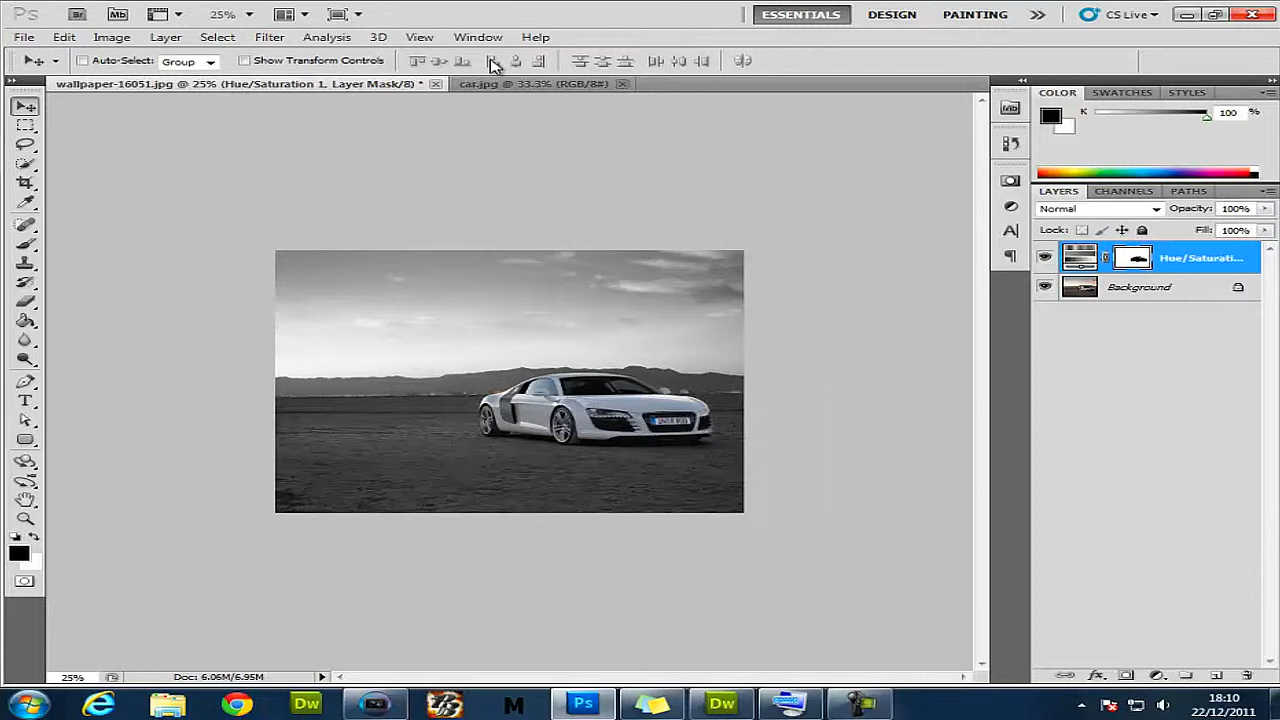 Ps Br Mb 25% ESSENTIALS DESIGN PAINTING CS Live
File Edit Image Layer Select Filter Analysis 3D View Window Help
Auto-Select: Group Show Transform Controls
wallpaper-16051.jpg @ 25% (Hue/Saturation 1, Layer Mask/8) * car.jpg @ 33.3% (RGB/8#)
COLOR SWATCHES STYLES
K 100 %
LAYERS CHANNELS PATHS
Normal Opacity: 100%
Lock: Fill: 100%
Hue/Saturati...
Background
25% Doc: 6.06M/6.95M
Dw M Ps Dw
18:10
22/12/2011